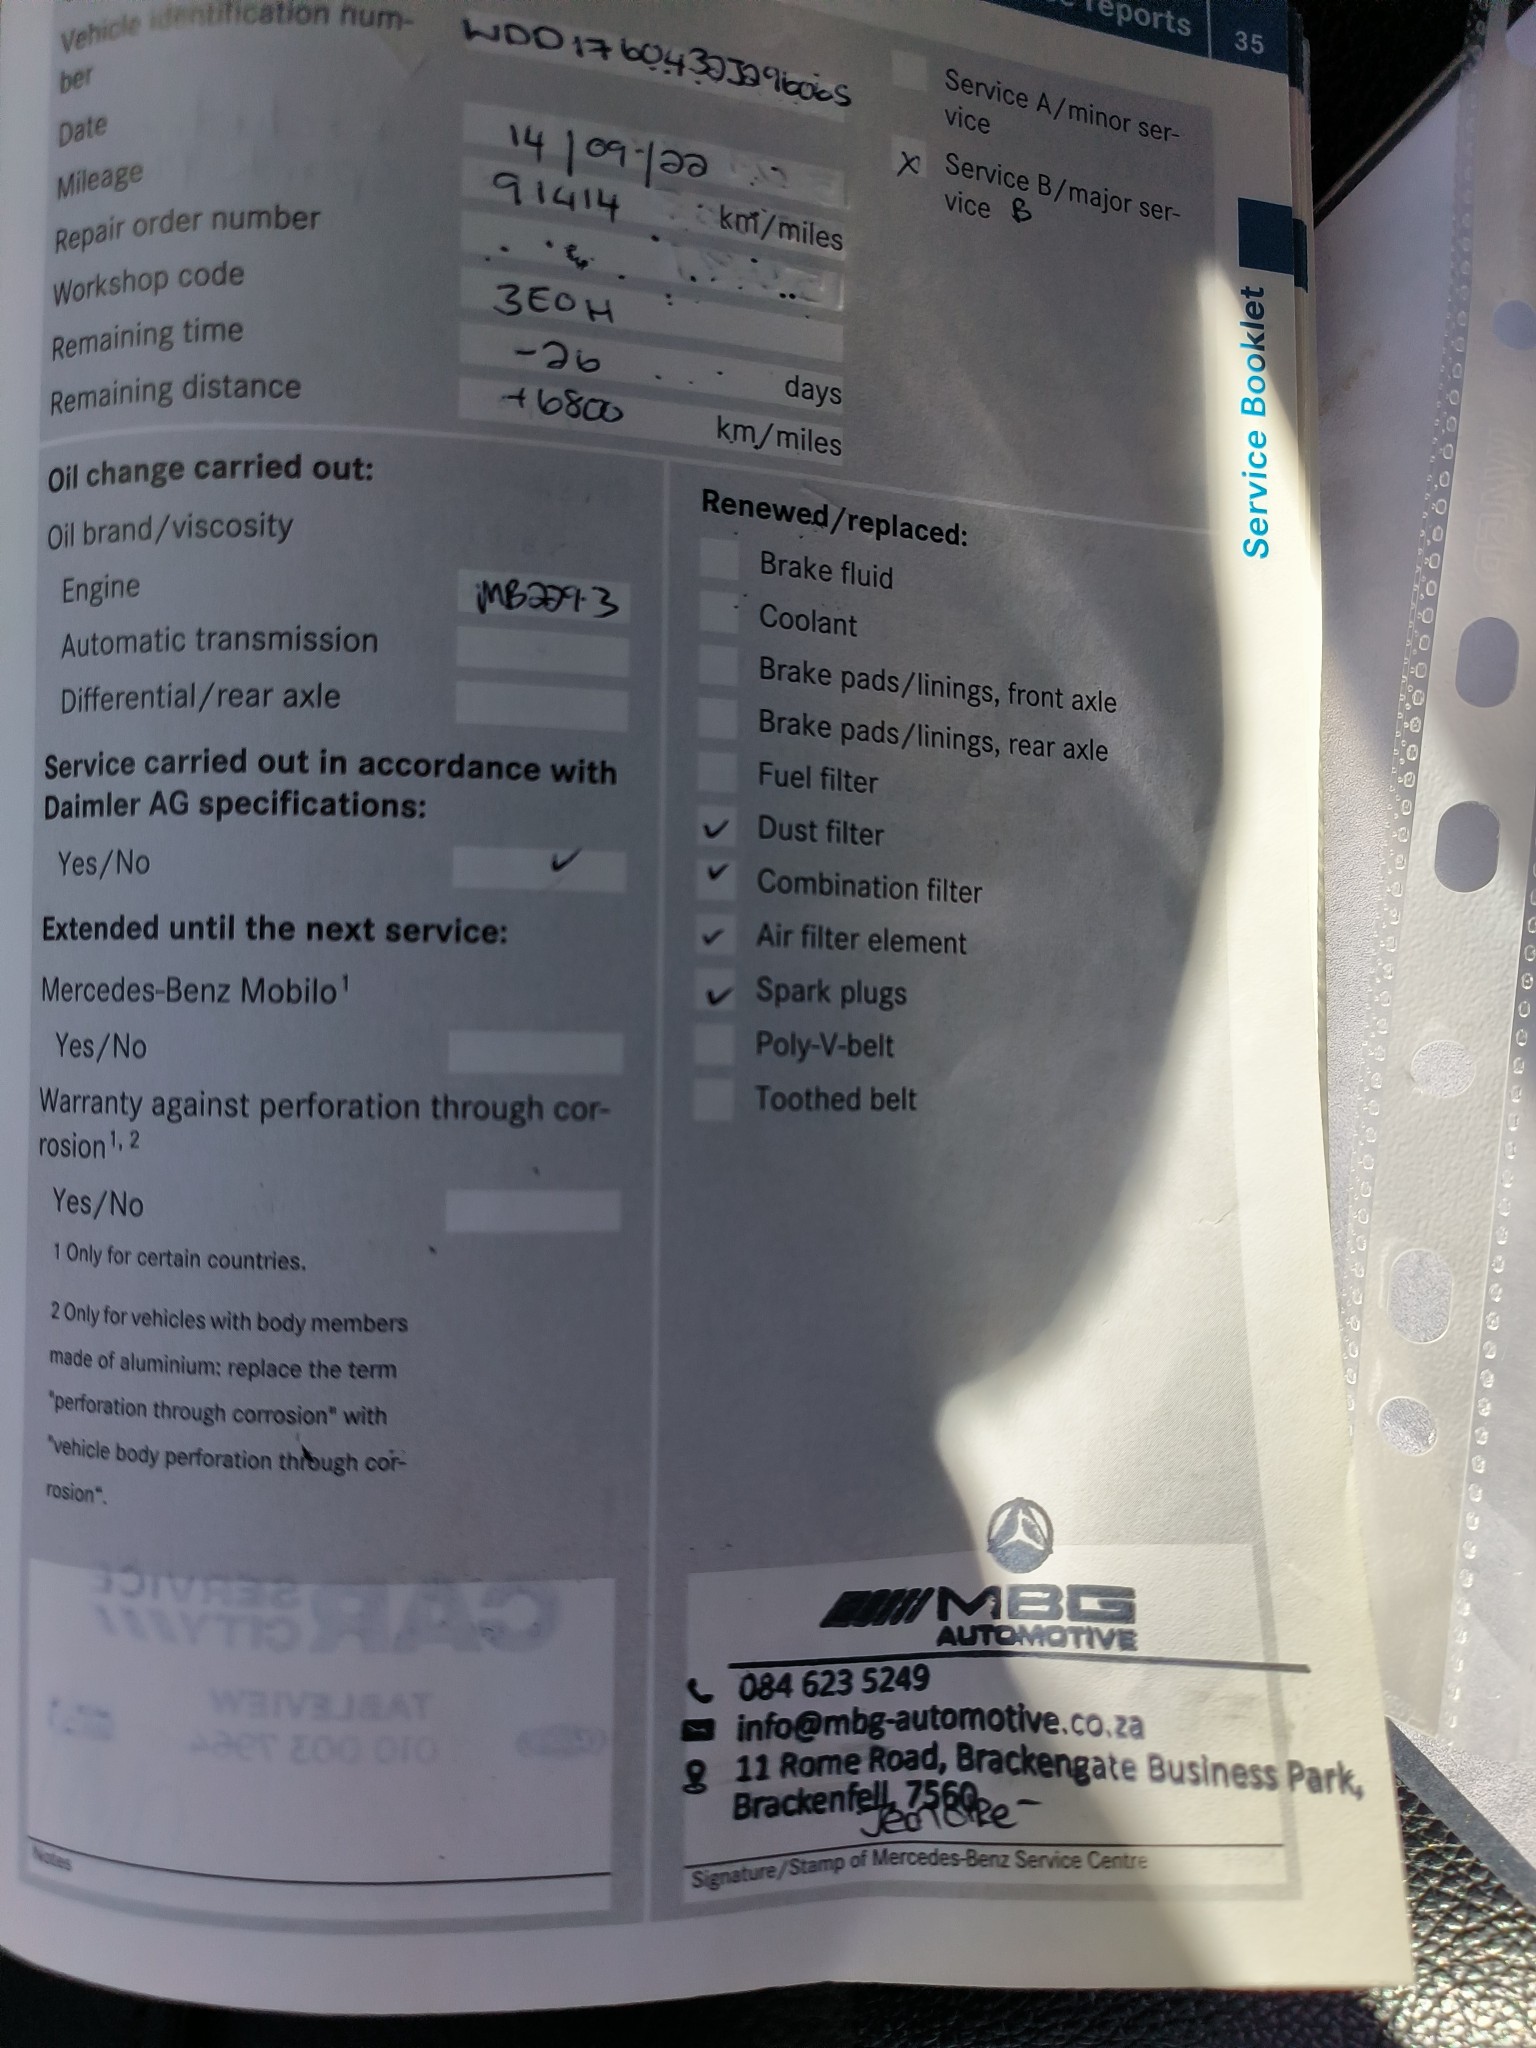 reports 35
Vehicle identification num-
ber
Date 14/09/22
Mileage 91414 km/miles
Repair order number
Workshop code 3EOH
Remaining time -26 days
Remaining distance +6800 km/miles
Service A/minor ser-
vice
X Service B/major ser-
vice B
Service Booklet
Oil change carried out:
Oil brand/viscosity
Engine MB229.3
Automatic transmission
Differential/rear axle
Service carried out in accordance with
Daimler AG specifications:
Yes/No ✓
Extended until the next service:
Mercedes-Benz Mobilo¹
Yes/No
Warranty against perforation through cor-
rosion¹, ²
Yes/No
1 Only for certain countries.
2 Only for vehicles with body members
made of aluminium: replace the term
"perforation through corrosion" with
"vehicle body perforation through cor-
rosion".
Notes
Renewed/replaced:
Brake fluid
Coolant
Brake pads/linings, front axle
Brake pads/linings, rear axle
Fuel filter
✓ Dust filter
✓ Combination filter
✓ Air filter element
✓ Spark plugs
Poly-V-belt
Toothed belt
MBG
AUTOMOTIVE
084 623 5249
info@mbg-automotive.co.za
11 Rome Road, Brackengate Business Park,
Brackenfell, 7560
Signature/Stamp of Mercedes-Benz Service Centre